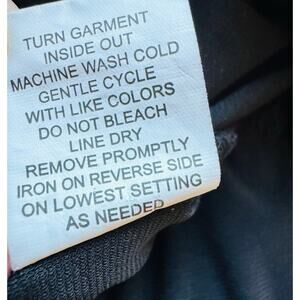 TURN GARMENT
INSIDE OUT
MACHINE WASH COLD
GENTLE CYCLE
WITH LIKE COLORS
DO NOT BLEACH
LINE DRY
REMOVE PROMPTLY
IRON ON REVERSE SIDE
ON LOWEST SETTING
AS NEEDED